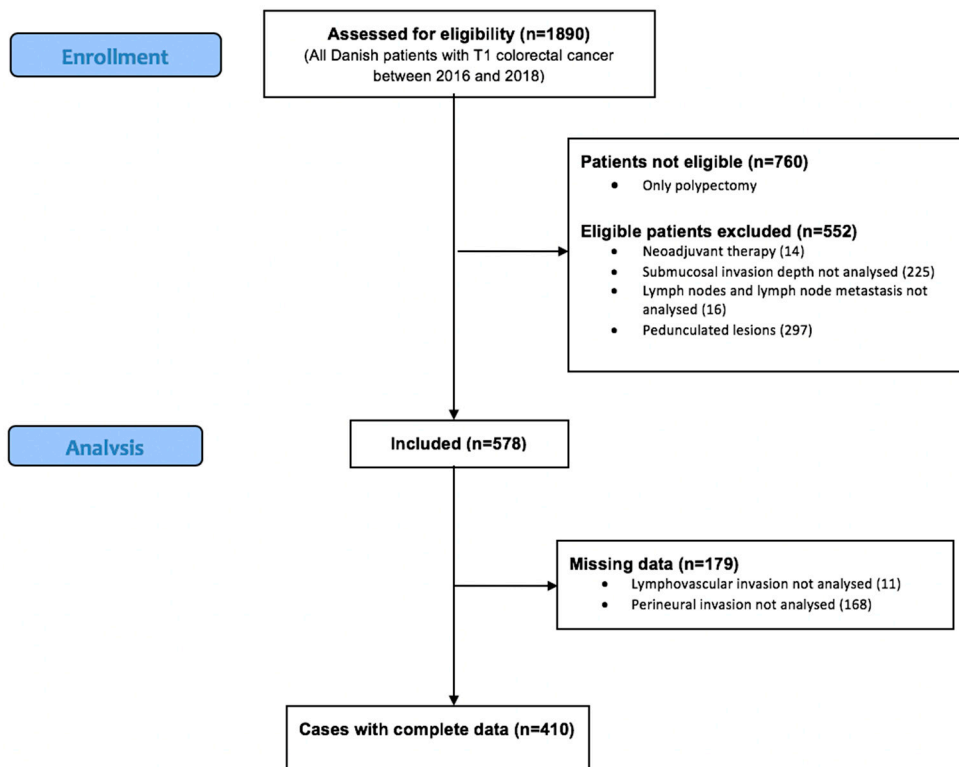 Enrollment
Assessed for eligibility (n=1890)
(All Danish patients with T1 colorectal cancer
between 2016 and 2018)
Patients not eligible (n=760)
• Only polypectomy
Eligible patients excluded (n=552)
• Neoadjuvant therapy (14)
• Submucosal invasion depth not analysed (225)
• Lymph nodes and lymph node metastasis not
analysed (16)
• Pedunculated lesions (297)
Analvsis
Included (n=578)
Missing data (n=179)
• Lymphovascular invasion not analysed (11)
• Perineural invasion not analysed (168)
Cases with complete data (n=410)